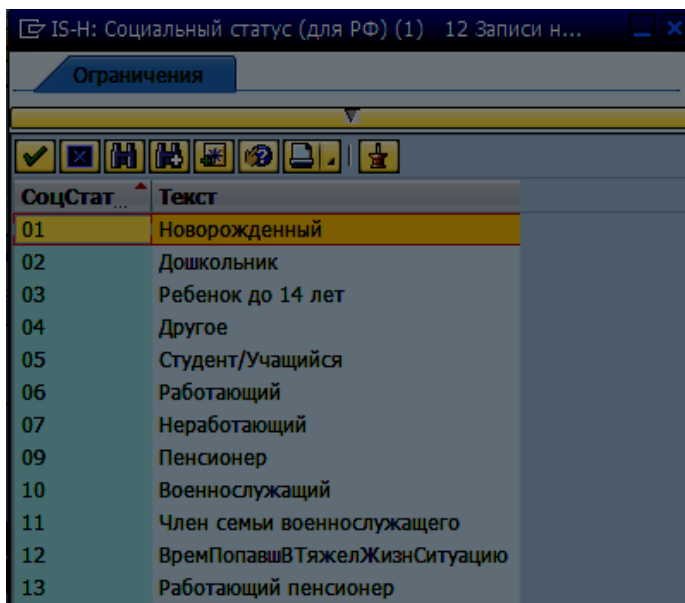 IS-H: Социальный статус (для РФ) (1) 12 Записи н...
Ограничения
СоцСтат... Текст
01 Новорожденный
02 Дошкольник
03 Ребенок до 14 лет
04 Другое
05 Студент/Учащийся
06 Работающий
07 Неработающий
09 Пенсионер
10 Военнослужащий
11 Член семьи военнослужащего
12 ВремПопавшВТяжелЖизнСитуацию
13 Работающий пенсионер